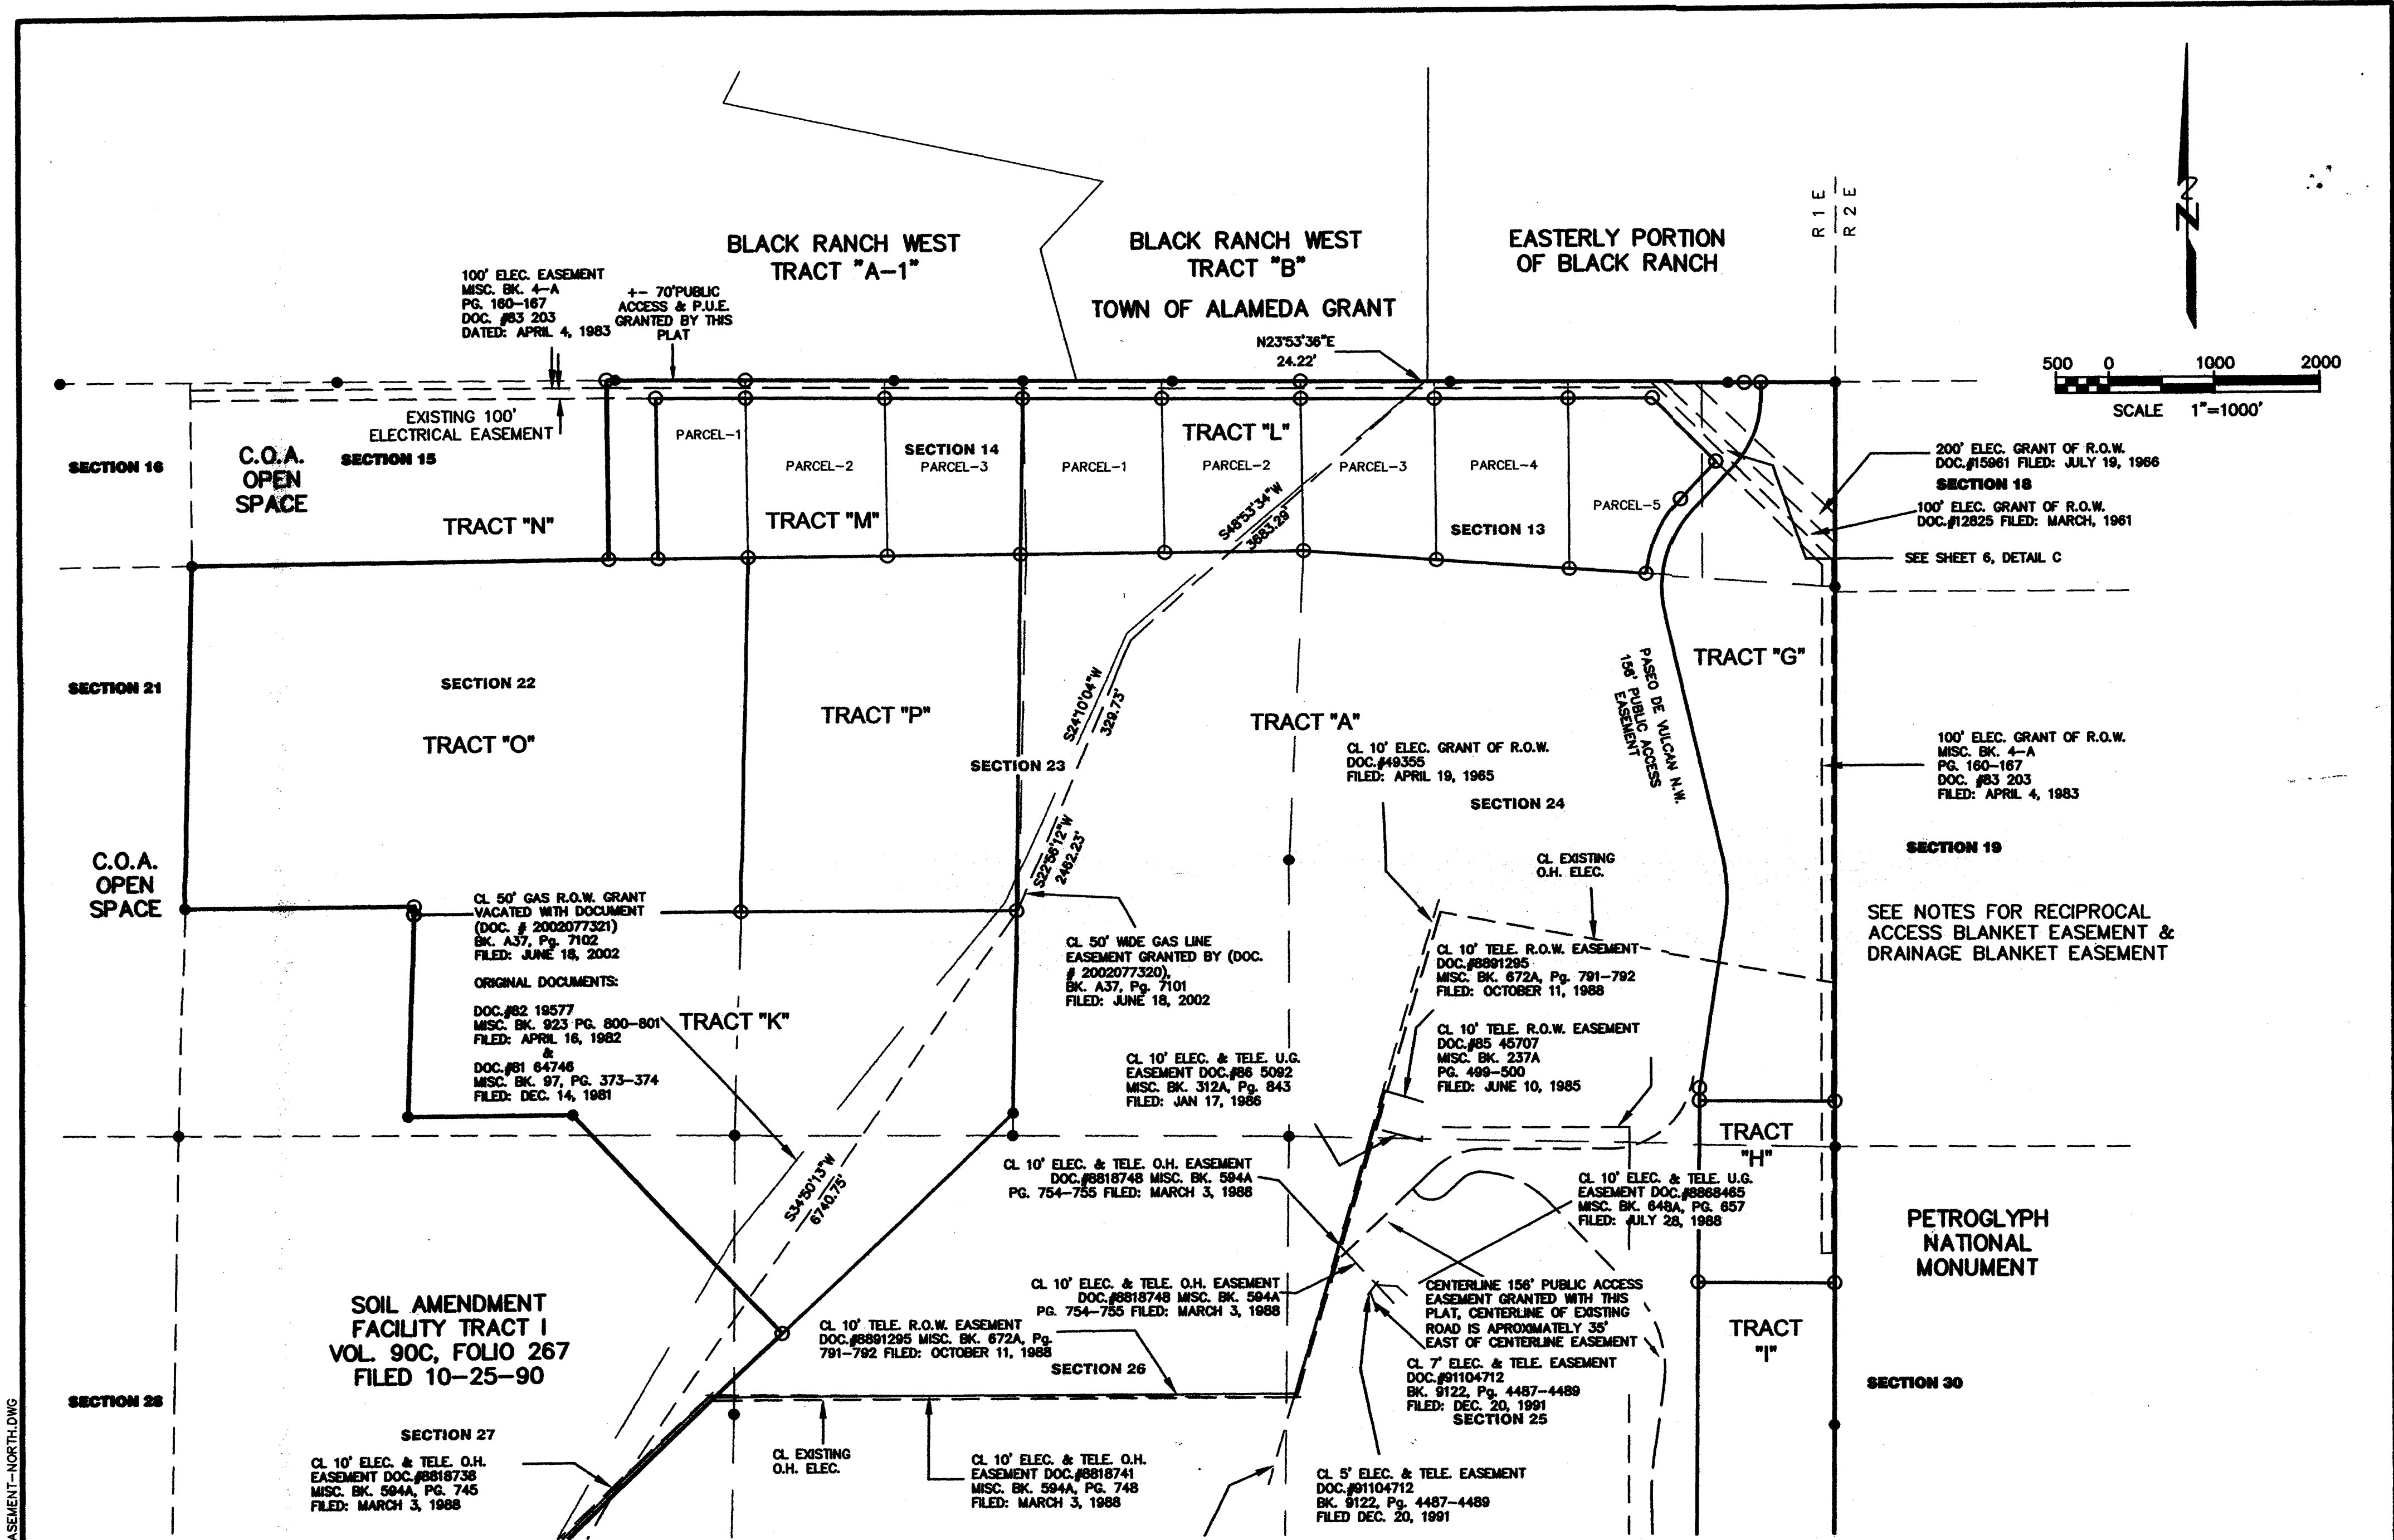 BLACK RANCH WEST
TRACT "A-1"
BLACK RANCH WEST
TRACT "B"
TOWN OF ALAMEDA GRANT
EASTERLY PORTION
OF BLACK RANCH
R 1 E
R 2 E
N
100' ELEC. EASEMENT
MISC. BK. 4-A
PG. 160-167
DOC. #83 203
DATED: APRIL 4, 1983
+- 70'PUBLIC
ACCESS & P.U.E.
GRANTED BY THIS
PLAT
N23°53'36"E
24.22'
500 0 1000 2000
SCALE 1"=1000'
EXISTING 100'
ELECTRICAL EASEMENT
SECTION 16
C.O.A.
OPEN
SPACE
SECTION 15
TRACT "N"
PARCEL-1
PARCEL-2
SECTION 14
PARCEL-3
TRACT "M"
PARCEL-1
TRACT "L"
PARCEL-2
PARCEL-3
PARCEL-4
PARCEL-5
SECTION 13
S48°53'34"W
3683.29'
200' ELEC. GRANT OF R.O.W.
DOC.#15961 FILED: JULY 19, 1966
SECTION 18
100' ELEC. GRANT OF R.O.W.
DOC.#12825 FILED: MARCH, 1961
SEE SHEET 6, DETAIL C
SECTION 21
SECTION 22
TRACT "O"
TRACT "P"
S24°10'04"W
329.73'
SECTION 23
TRACT "A"
PASEO DE VULCAN N.W.
156' PUBLIC ACCESS
EASEMENT
TRACT "G"
CL 10' ELEC. GRANT OF R.O.W.
DOC.#49355
FILED: APRIL 19, 1965
SECTION 24
100' ELEC. GRANT OF R.O.W.
MISC. BK. 4-A
PG. 160-167
DOC. #83 203
FILED: APRIL 4, 1983
SECTION 19
S22°56'12"W
2462.23'
CL EXISTING
O.H. ELEC.
C.O.A.
OPEN
SPACE
CL 50' GAS R.O.W. GRANT
VACATED WITH DOCUMENT
(DOC. # 2002077321)
BK. A37, Pg. 7102
FILED: JUNE 18, 2002
ORIGINAL DOCUMENTS:
DOC.#82 19577
MISC. BK. 923 PG. 800-801
FILED: APRIL 16, 1982
&
DOC.#81 64746
MISC. BK. 97, PG. 373-374
FILED: DEC. 14, 1981
TRACT "K"
CL 50' WIDE GAS LINE
EASEMENT GRANTED BY (DOC.
# 2002077320),
BK. A37, Pg. 7101
FILED: JUNE 18, 2002
CL 10' TELE. R.O.W. EASEMENT
DOC.#8891295
MISC. BK. 672A, Pg. 791-792
FILED: OCTOBER 11, 1988
SEE NOTES FOR RECIPROCAL
ACCESS BLANKET EASEMENT &
DRAINAGE BLANKET EASEMENT
CL 10' TELE. R.O.W. EASEMENT
DOC.#85 45707
MISC. BK. 237A
PG. 499-500
FILED: JUNE 10, 1985
CL 10' ELEC. & TELE. U.G.
EASEMENT DOC.#86 5092
MISC. BK. 312A, Pg. 843
FILED: JAN 17, 1986
TRACT
"H"
S34°50'13"W
6740.75'
CL 10' ELEC. & TELE. O.H. EASEMENT
DOC.#8818748 MISC. BK. 594A
PG. 754-755 FILED: MARCH 3, 1988
CL 10' ELEC. & TELE. U.G.
EASEMENT DOC.#8868465
MISC. BK. 648A, PG. 657
FILED: JULY 28, 1988
PETROGLYPH
NATIONAL
MONUMENT
CL 10' ELEC. & TELE. O.H. EASEMENT
DOC.#8818748 MISC. BK. 594A
PG. 754-755 FILED: MARCH 3, 1988
CENTERLINE 156' PUBLIC ACCESS
EASEMENT GRANTED WITH THIS
PLAT, CENTERLINE OF EXISTING
ROAD IS APROXIMATELY 35'
EAST OF CENTERLINE EASEMENT
SOIL AMENDMENT
FACILITY TRACT I
VOL. 90C, FOLIO 267
FILED 10-25-90
CL 10' TELE. R.O.W. EASEMENT
DOC.#8891295 MISC. BK. 672A, Pg.
791-792 FILED: OCTOBER 11, 1988
SECTION 26
TRACT
"I"
CL 7' ELEC. & TELE. EASEMENT
DOC.#91104712
BK. 9122, Pg. 4487-4489
FILED: DEC. 20, 1991
SECTION 25
SECTION 30
SECTION 28
SECTION 27
CL 10' ELEC. & TELE. O.H.
EASEMENT DOC.#8818738
MISC. BK. 594A, PG. 745
FILED: MARCH 3, 1988
CL EXISTING
O.H. ELEC.
CL 10' ELEC. & TELE. O.H.
EASEMENT DOC.#8818741
MISC. BK. 594A, PG. 748
FILED: MARCH 3, 1988
CL 5' ELEC. & TELE. EASEMENT
DOC.#91104712
BK. 9122, Pg. 4487-4489
FILED DEC. 20, 1991
ASEMENT-NORTH.DWG